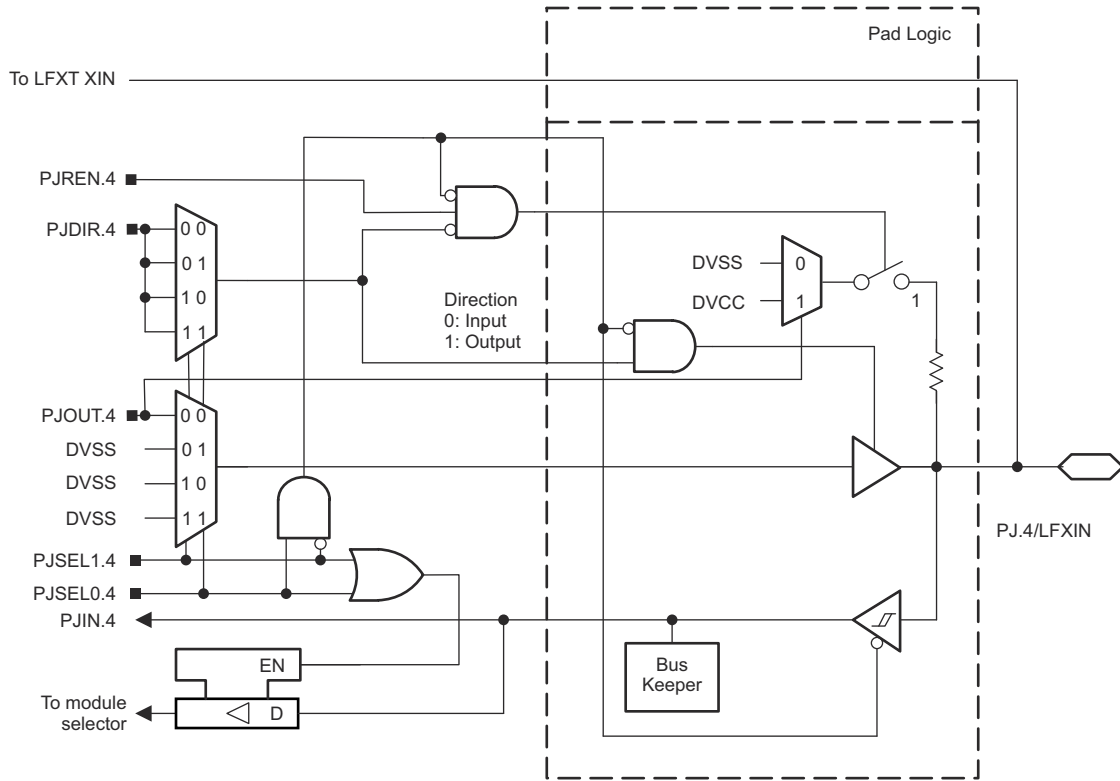 Pad Logic
To LFXT XIN
PJREN.4
PJDIR.4
0 0
0 1
1 0
1 1
Direction
0: Input
1: Output
DVSS
0
DVCC
1
1
PJOUT.4
0 0
DVSS
0 1
DVSS
1 0
DVSS
1 1
PJ.4/LFXIN
PJSEL1.4
PJSEL0.4
PJIN.4
EN
D
To module
selector
Bus
Keeper